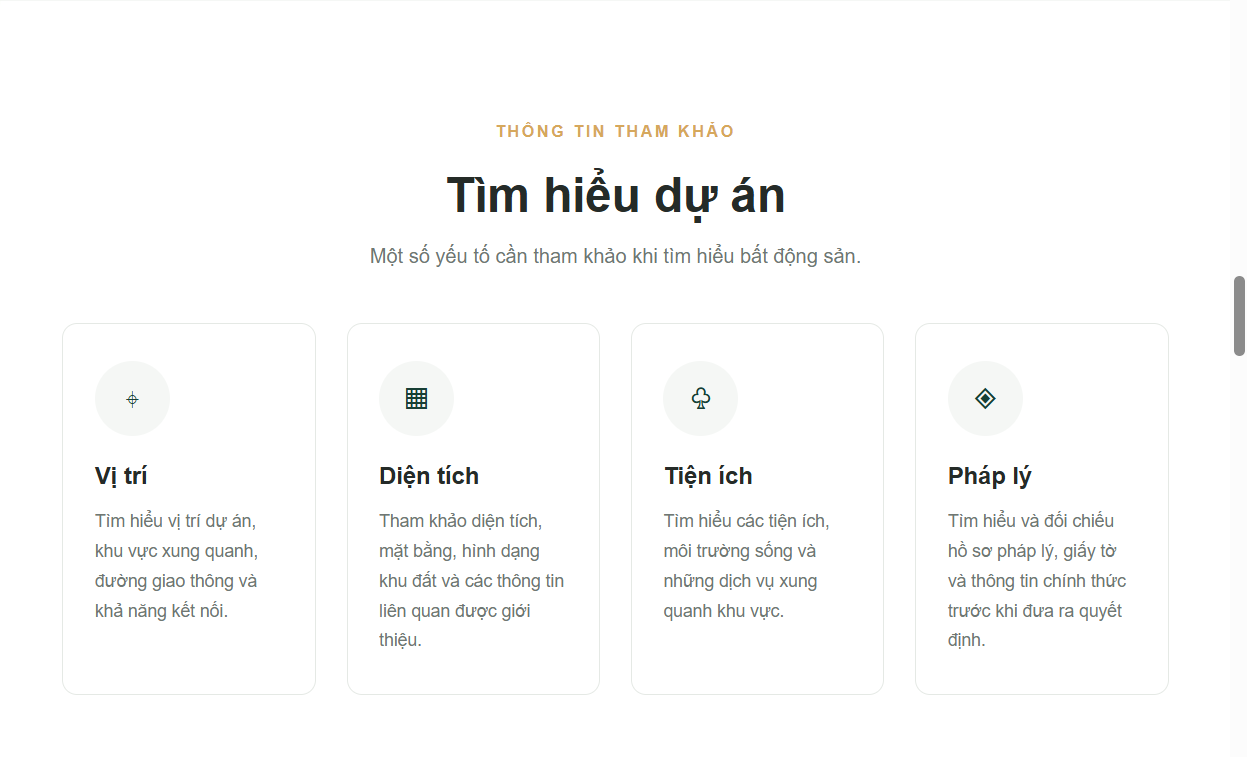 THÔNG TIN THAM KHẢO
Tìm hiểu dự án
Một số yếu tố cần tham khảo khi tìm hiểu bất động sản.
Vị trí
Tìm hiểu vị trí dự án,
khu vực xung quanh,
đường giao thông và
khả năng kết nối.
Diện tích
Tham khảo diện tích,
mặt bằng, hình dạng
khu đất và các thông tin
liên quan được giới
thiệu.
Tiện ích
Tìm hiểu các tiện ích,
môi trường sống và
những dịch vụ xung
quanh khu vực.
Pháp lý
Tìm hiểu và đối chiếu
hồ sơ pháp lý, giấy tờ
và thông tin chính thức
trước khi đưa ra quyết
định.